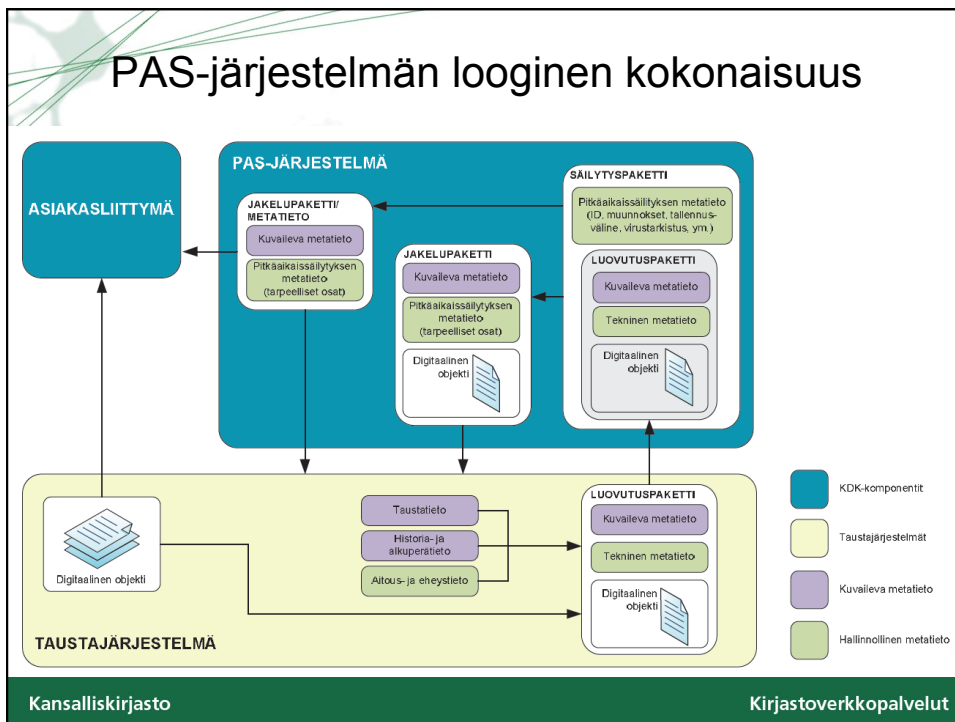 PAS-järjestelmän looginen kokonaisuus
ASIAKASLIITTYMÄ
PAS-JÄRJESTELMÄ
JAKELUPAKETTI/
METATIETO
Kuvaileva metatieto
Pitkäaikaissäilytyksen
metatieto
(tarpeelliset osat)
JAKELUPAKETTI
Kuvaileva metatieto
Pitkäaikaissäilytyksen
metatieto
(tarpeelliset osat)
Digitaalinen
objekti
SÄILYTYSPAKETTI
Pitkäaikaissäilityksen metatieto
(ID, muunnokset, tallennus-
väline, virustarkistus, ym.)
LUOVUTUSPAKETTI
Kuvaileva metatieto
Tekninen metatieto
Digitaalinen
objekti
Digitaalinen objekti
TAUSTAJÄRJESTELMÄ
Taustatieto
Historia- ja
alkuperätieto
Aitous- ja eheystieto
LUOVUTUSPAKETTI
Kuvaileva metatieto
Tekninen metatieto
Digitaalinen
objekti
KDK-komponentit
Taustajärjestelmät
Kuvaileva metatieto
Hallinnollinen metatieto
Kansalliskirjasto
Kirjastoverkkopalvelut